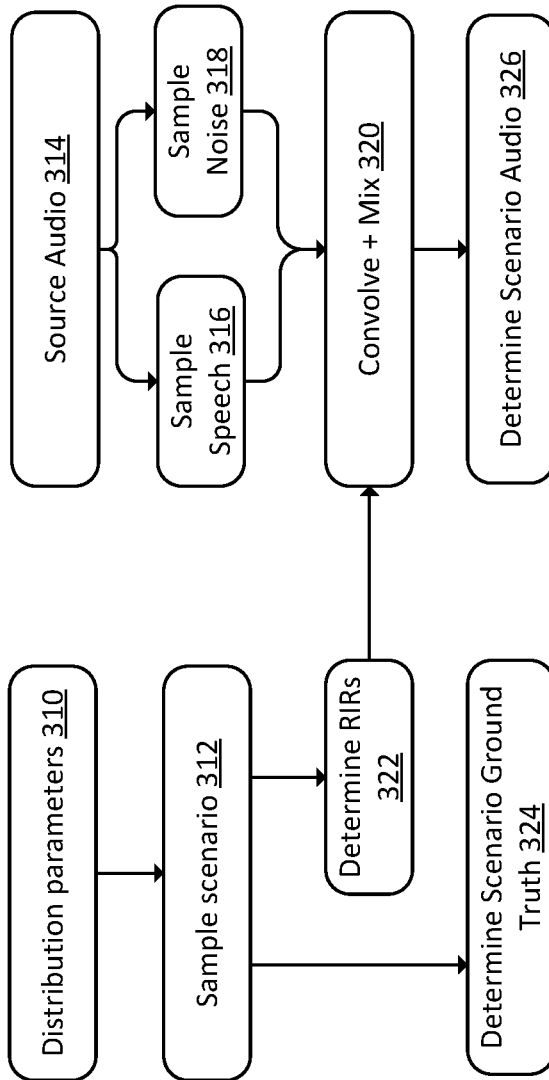 Distribution parameters 310
Sample scenario 312
Determine RIRs
322
Determine Scenario Ground
Truth 324
Source Audio 314
Sample
Speech 316
Sample
Noise 318
Convolve + Mix 320
Determine Scenario Audio 326